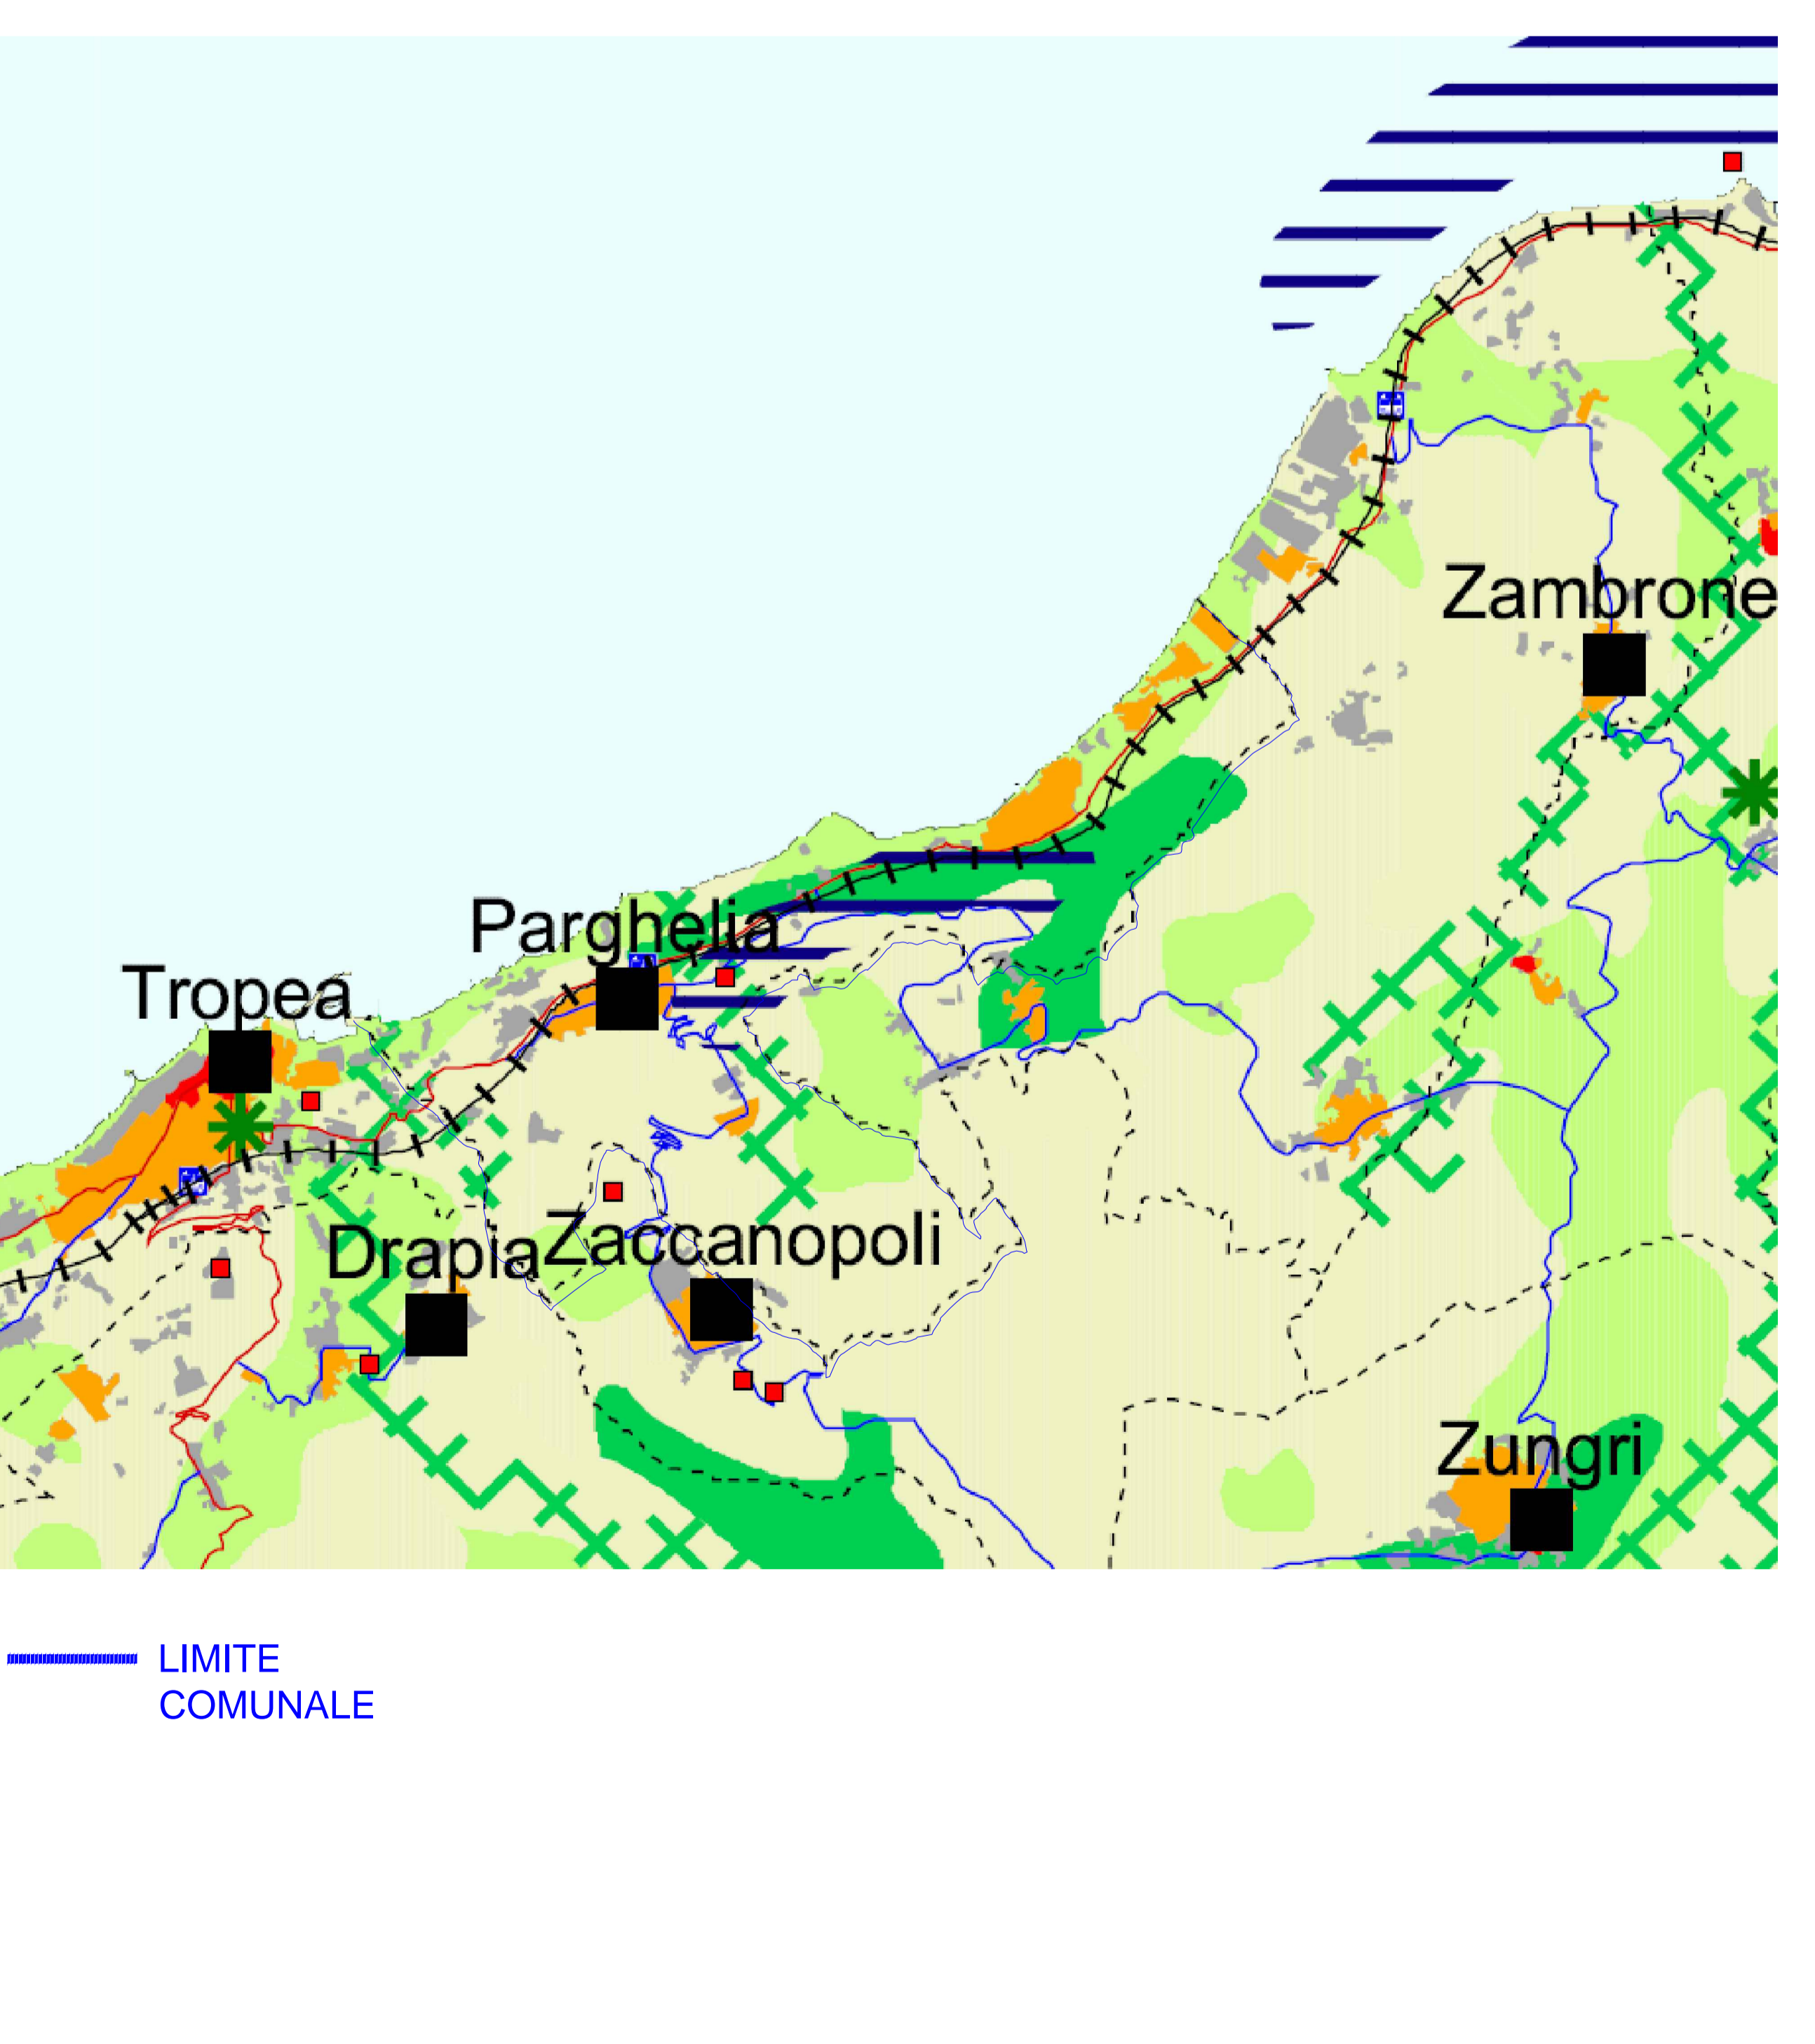 Zambrone
Parghelia
Tropea
Drapia
Zaccanopoli
Zungri
LIMITE
COMUNALE